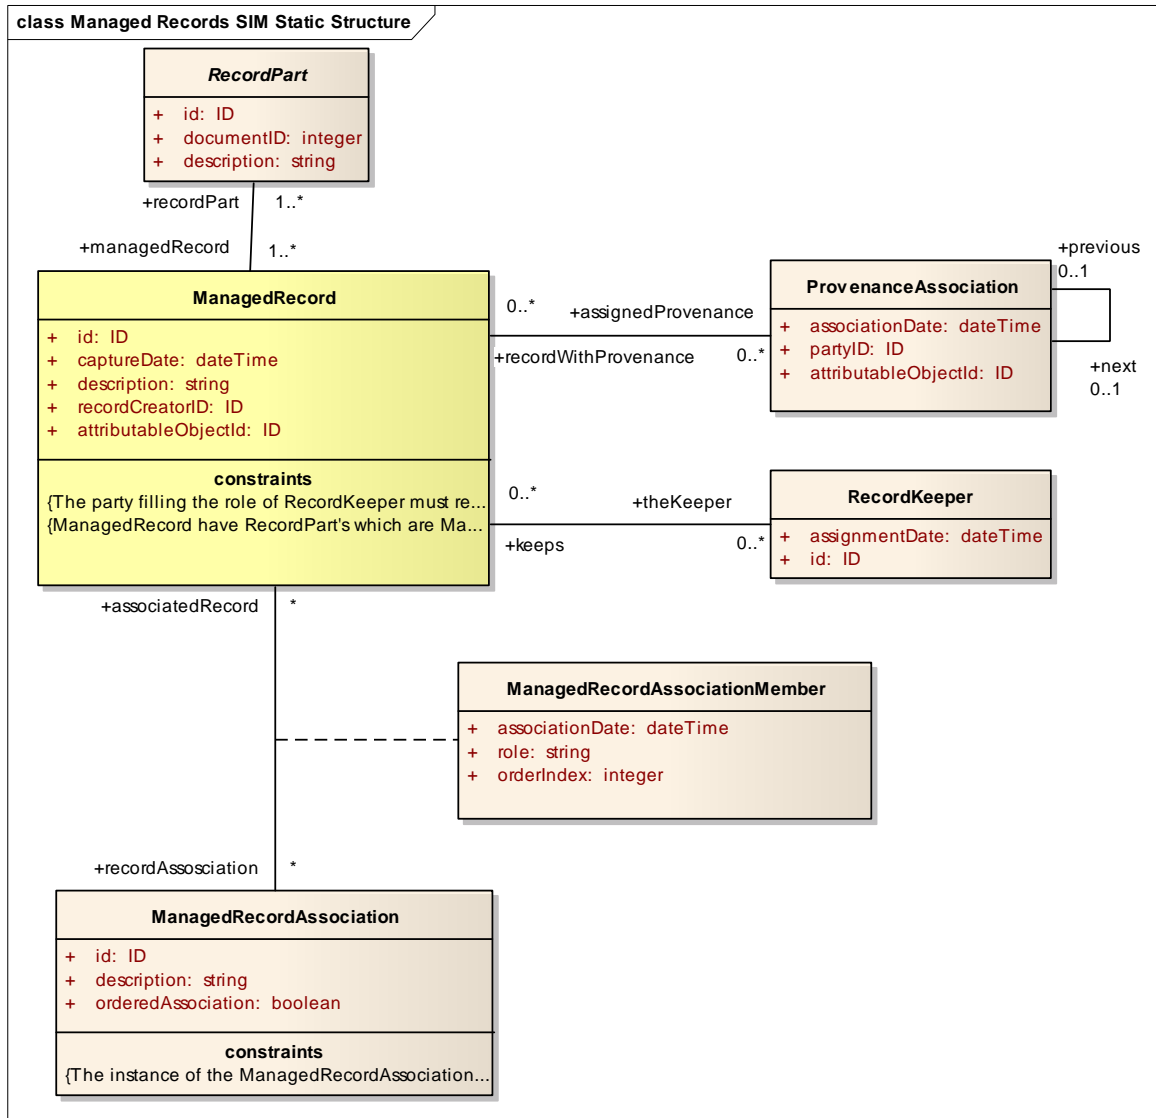 class Managed Records SIM Static Structure
RecordPart
+ id: ID
+ documentID: integer
+ description: string
+recordPart 1..*
+managedRecord 1..*
ManagedRecord
+ id: ID
+ captureDate: dateTime
+ description: string
+ recordCreatorID: ID
+ attributableObjectId: ID
constraints
{The party filling the role of RecordKeeper must re...
{ManagedRecord have RecordPart's which are Ma...
0..* +assignedProvenance
+recordWithProvenance 0..*
ProvenanceAssociation
+ associationDate: dateTime
+ partyID: ID
+ attributableObjectId: ID
+previous
0..1
+next
0..1
0..* +theKeeper
+keeps 0..*
RecordKeeper
+ assignmentDate: dateTime
+ id: ID
+associatedRecord *
ManagedRecordAssociationMember
+ associationDate: dateTime
+ role: string
+ orderIndex: integer
+recordAssosciation *
ManagedRecordAssociation
+ id: ID
+ description: string
+ orderedAssociation: boolean
constraints
{The instance of the ManagedRecordAssociation...